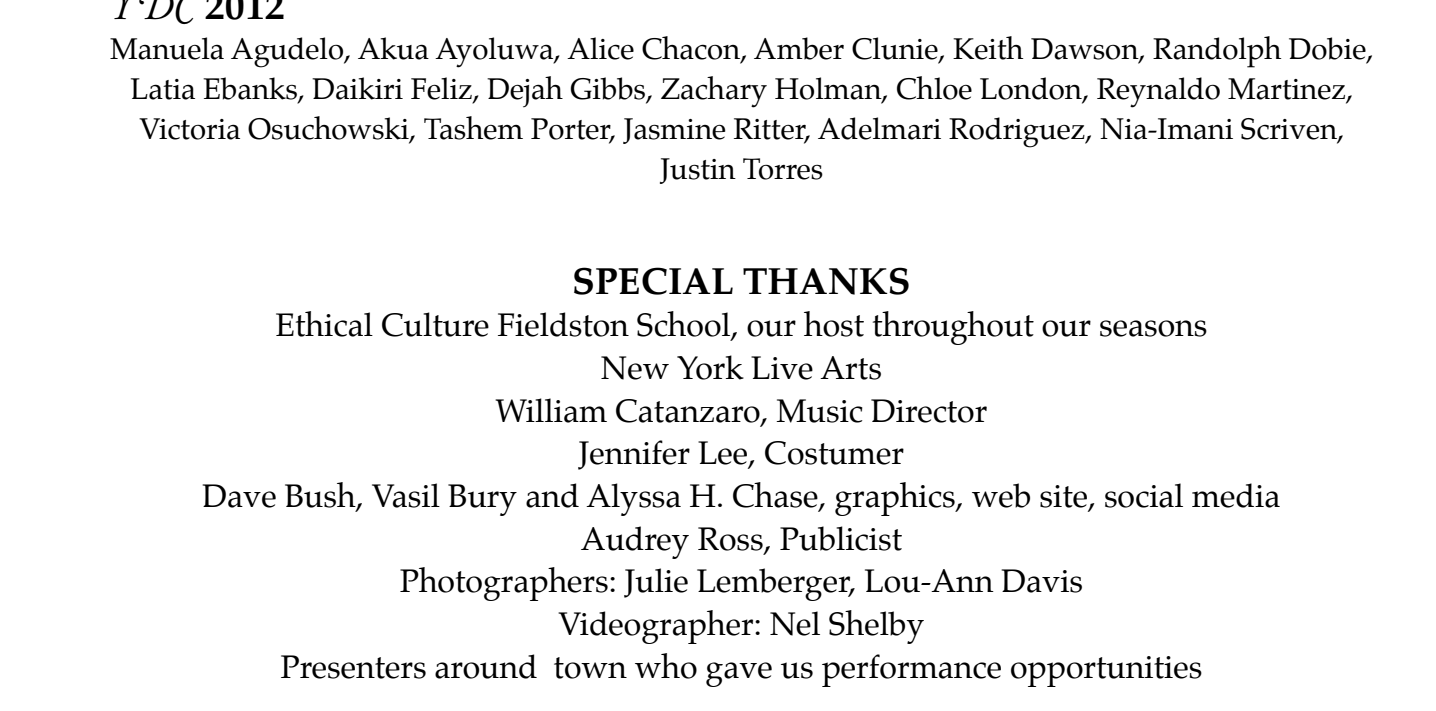 YDC 2012
Manuela Agudelo, Akua Ayoluwa, Alice Chacon, Amber Clunie, Keith Dawson, Randolph Dobie,
Latia Ebanks, Daikiri Feliz, Dejah Gibbs, Zachary Holman, Chloe London, Reynaldo Martinez,
Victoria Osuchowski, Tashem Porter, Jasmine Ritter, Adelmari Rodriguez, Nia-Imani Scriven,
Justin Torres
SPECIAL THANKS
Ethical Culture Fieldston School, our host throughout our seasons
New York Live Arts
William Catanzaro, Music Director
Jennifer Lee, Costumer
Dave Bush, Vasil Bury and Alyssa H. Chase, graphics, web site, social media
Audrey Ross, Publicist
Photographers: Julie Lemberger, Lou-Ann Davis
Videographer: Nel Shelby
Presenters around  town who gave us performance opportunities